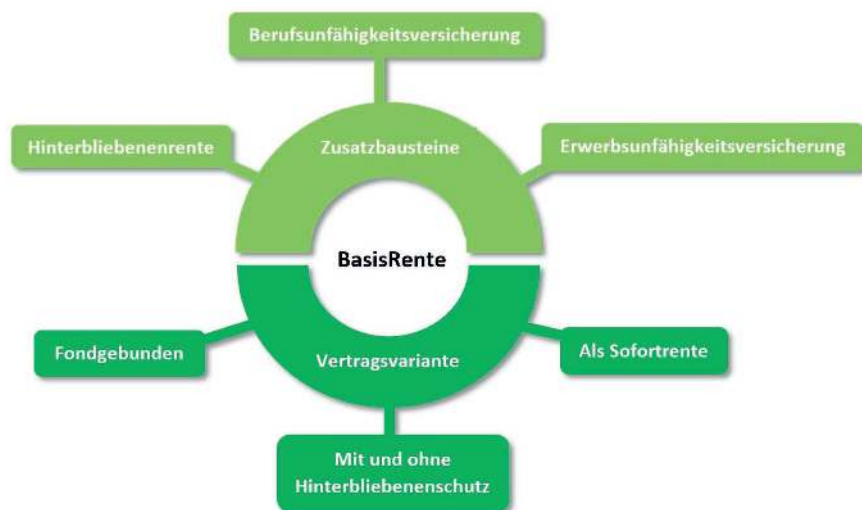 Berufsunfähigkeitsversicherung
Hinterbliebenenrente
Zusatzbausteine
Erwerbsunfähigkeitsversicherung
BasisRente
Fondgebunden
Vertragsvariante
Als Sofortrente
Mit und ohne
Hinterbliebenenschutz